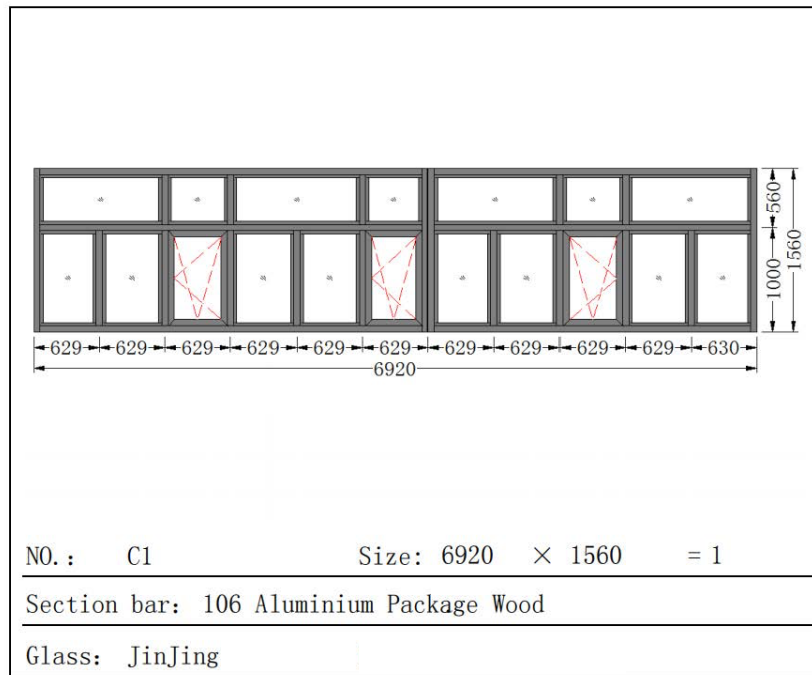 560
1000
1560
629 629 629 629 629 629 629 629 629 629 630
6920
NO.: C1 Size: 6920 × 1560 = 1
Section bar: 106 Aluminium Package Wood
Glass: JinJing